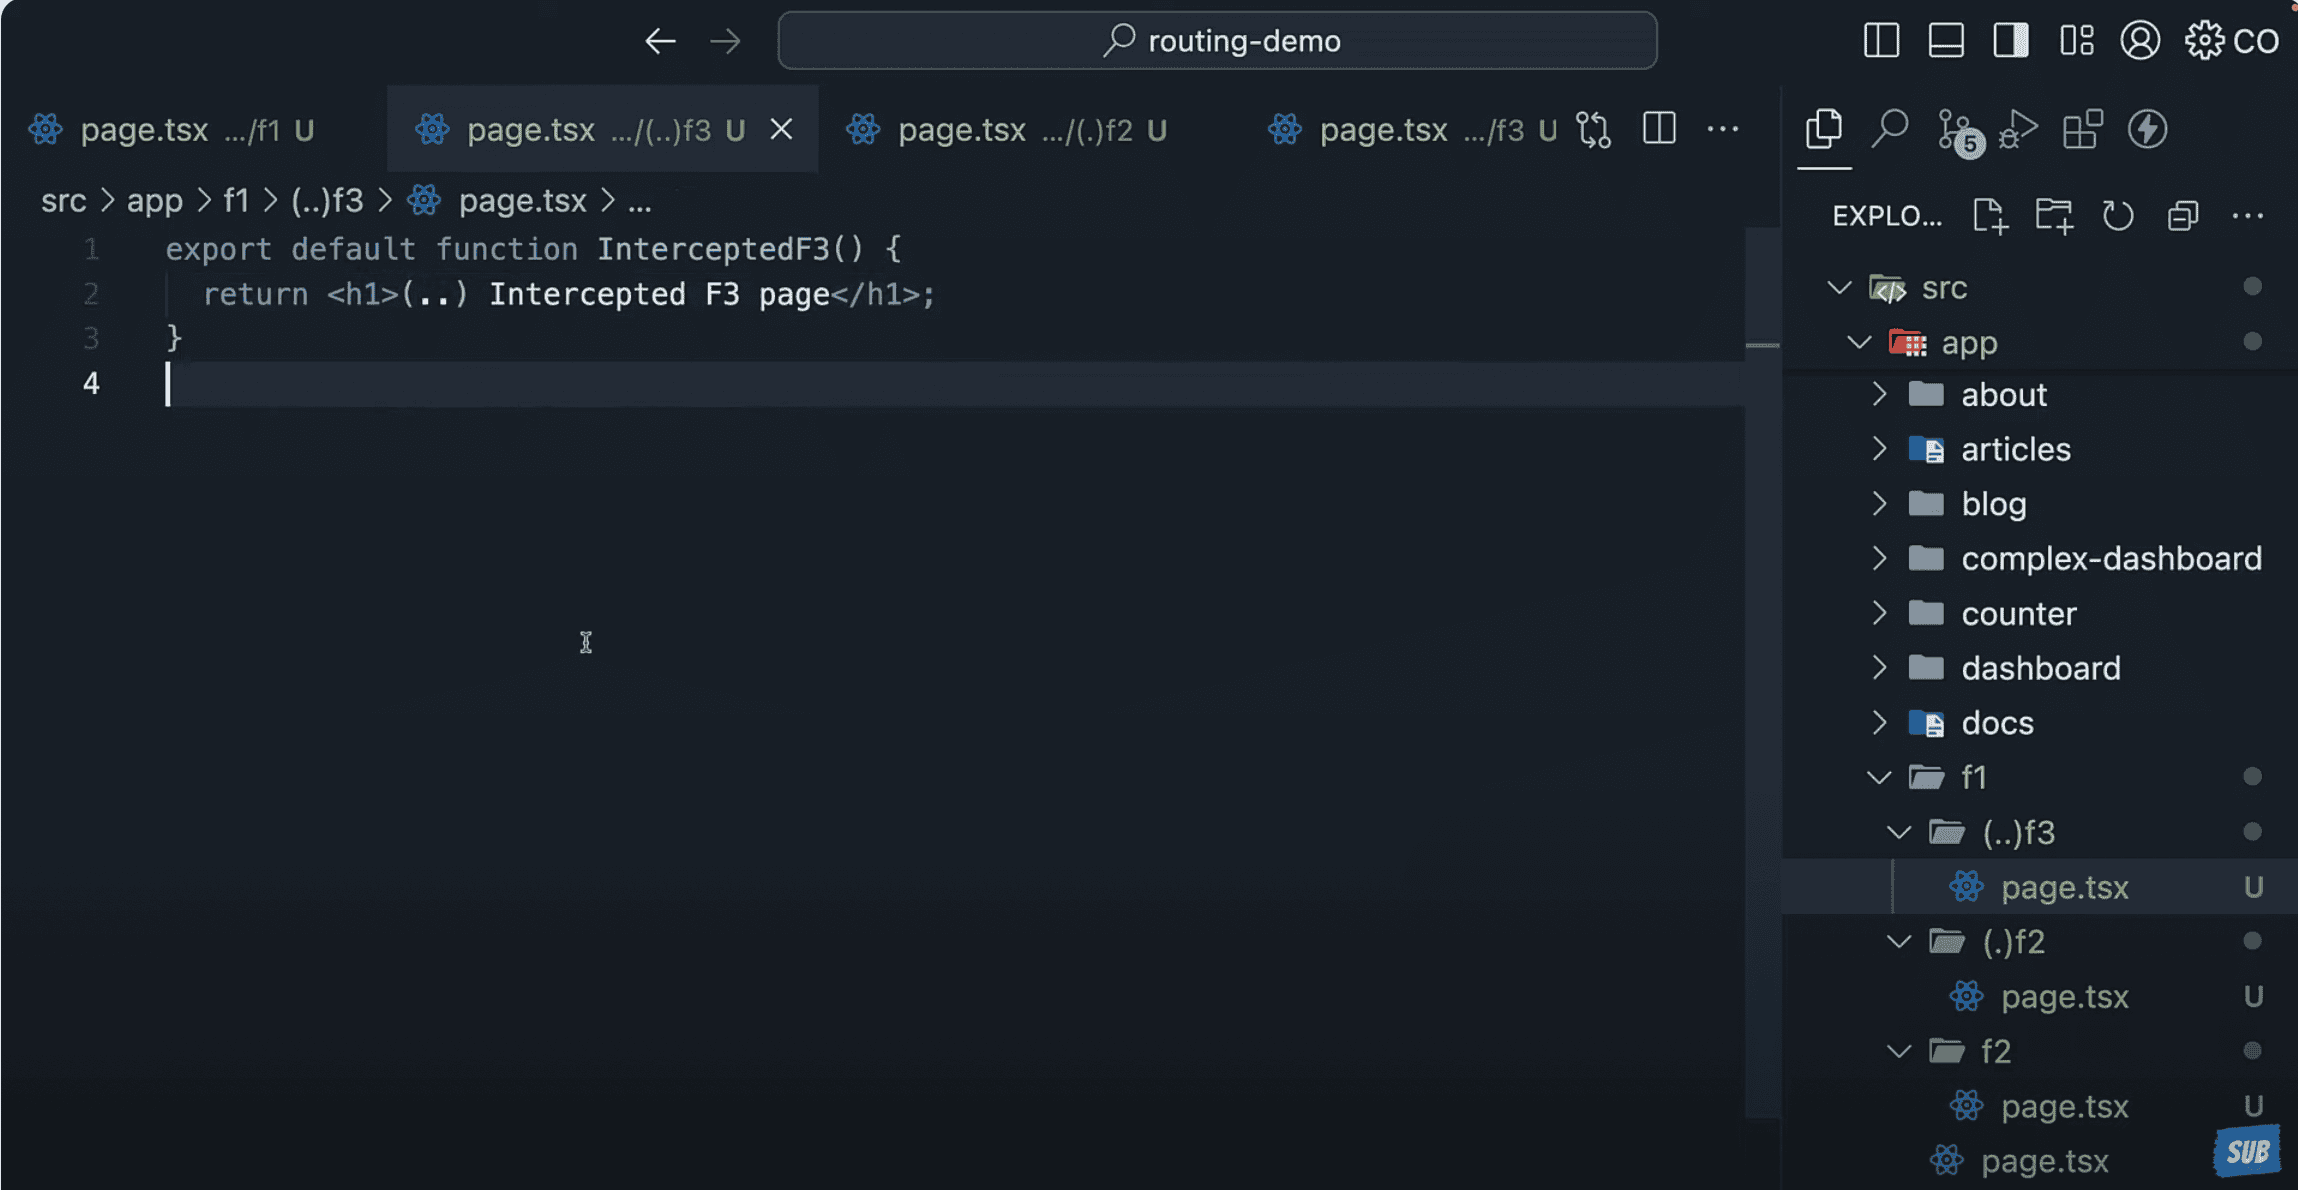 routing-demo
CO
page.tsx .../f1 U
page.tsx .../(..)f3 U
page.tsx .../(.)f2 U
page.tsx .../f3 U
5
src > app > f1 > (..)f3 > page.tsx > ...
1 export default function InterceptedF3() {
2 return <h1>(..) Intercepted F3 page</h1>;
3 }
4
EXPLO...
src
app
about
articles
blog
complex-dashboard
counter
dashboard
docs
f1
(..)f3
page.tsx U
(.)f2
page.tsx U
f2
page.tsx U
page.tsx
SUB